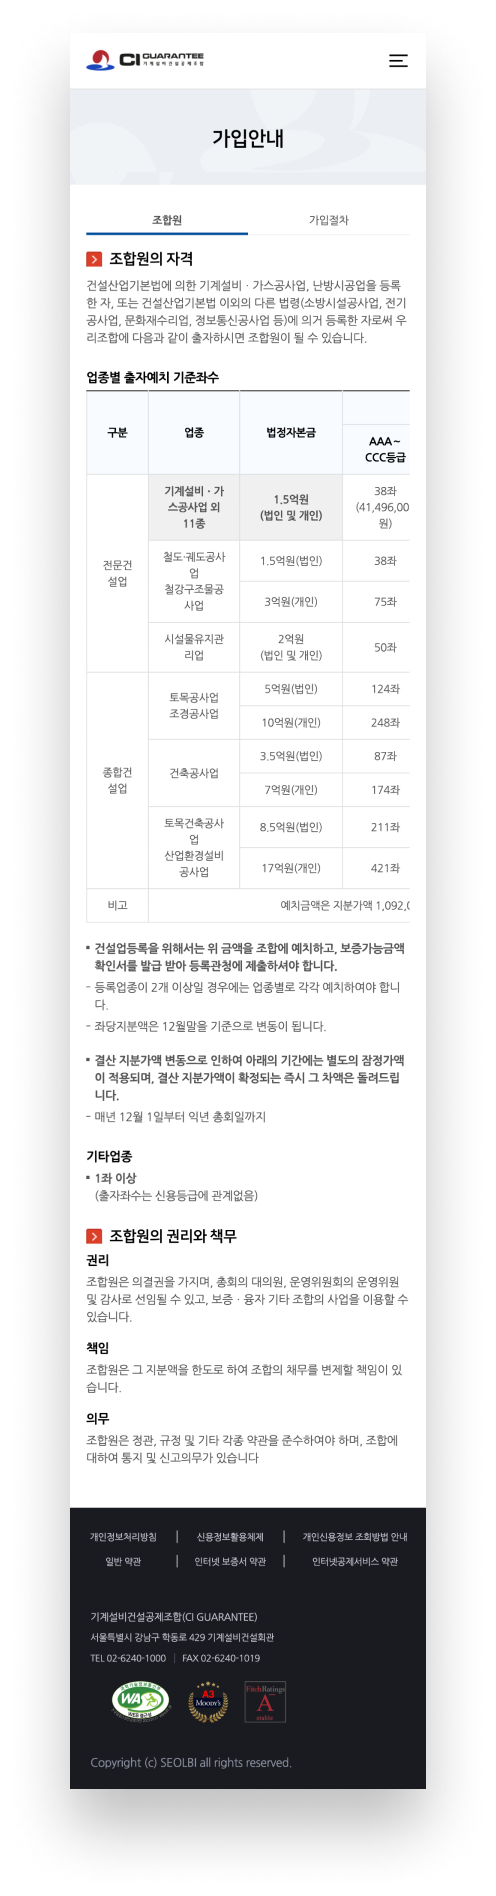 CI GUARANTEE
기계설비건설공제조합
가입안내
조합원
가입절차
조합원의 자격
건설산업기본법에 의한 기계설비 · 가스공사업, 난방시공업을 등록
한 자, 또는 건설산업기본법 이외의 다른 법령(소방시설공사업, 전기
공사업, 문화재수리업, 정보통신공사업 등)에 의거 등록한 자로써 우
리조합에 다음과 같이 출자하시면 조합원이 될 수 있습니다.
업종별 출자예치 기준좌수
구분
업종
법정자본금
AAA~
CCC등급
전문건
설업
기계설비 · 가
스공사업 외
11종
1.5억원
(법인 및 개인)
38좌
(41,496,00
원)
철도·궤도공사
업
철강구조물공
사업
1.5억원(법인)
38좌
3억원(개인)
75좌
시설물유지관
리업
2억원
(법인 및 개인)
50좌
종합건
설업
토목공사업
조경공사업
5억원(법인)
124좌
10억원(개인)
248좌
건축공사업
3.5억원(법인)
87좌
7억원(개인)
174좌
토목건축공사
업
산업환경설비
공사업
8.5억원(법인)
211좌
17억원(개인)
421좌
비고
예치금액은 지분가액 1,092,0
▪ 건설업등록을 위해서는 위 금액을 조합에 예치하고, 보증가능금액
확인서를 발급 받아 등록관청에 제출하셔야 합니다.
- 등록업종이 2개 이상일 경우에는 업종별로 각각 예치하여야 합니
다.
- 좌당지분액은 12월말을 기준으로 변동이 됩니다.
▪ 결산 지분가액 변동으로 인하여 아래의 기간에는 별도의 잠정가액
이 적용되며, 결산 지분가액이 확정되는 즉시 그 차액은 돌려드립
니다.
- 매년 12월 1일부터 익년 총회일까지
기타업종
▪ 1좌 이상
(출자좌수는 신용등급에 관계없음)
조합원의 권리와 책무
권리
조합원은 의결권을 가지며, 총회의 대의원, 운영위원회의 운영위원
및 감사로 선임될 수 있고, 보증 · 융자 기타 조합의 사업을 이용할 수
있습니다.
책임
조합원은 그 지분액을 한도로 하여 조합의 채무를 변제할 책임이 있
습니다.
의무
조합원은 정관, 규정 및 기타 각종 약관을 준수하여야 하며, 조합에
대하여 통지 및 신고의무가 있습니다
개인정보처리방침 | 신용정보활용체제 | 개인신용정보 조회방법 안내
일반 약관 | 인터넷 보증서 약관 | 인터넷공제서비스 약관
기계설비건설공제조합(CI GUARANTEE)
서울특별시 강남구 학동로 429 기계설비건설회관
TEL 02-6240-1000 | FAX 02-6240-1019
WA
A3
Moody's
FitchRatings
A-
stable
Copyright (c) SEOLBI all rights reserved.